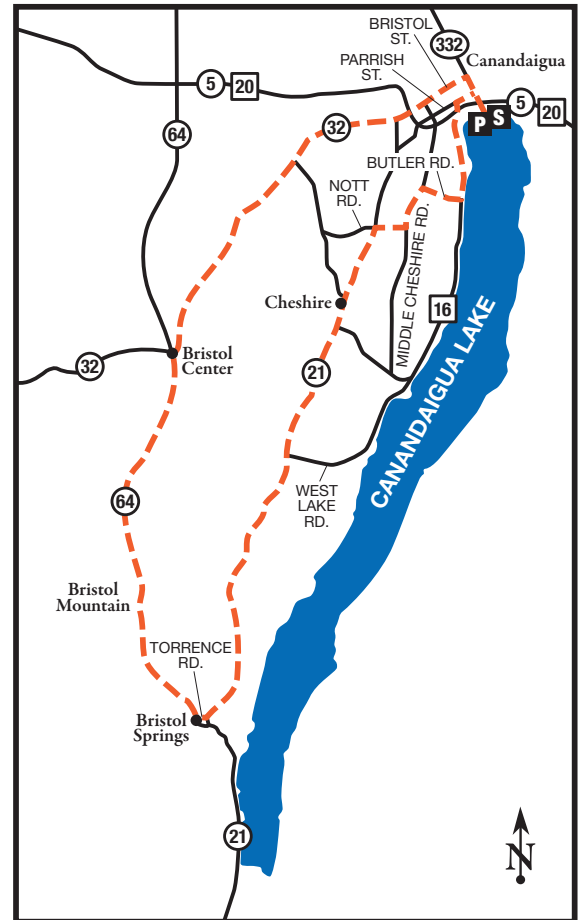 BRISTOL
ST.
332
Canandaigua
PARRISH
ST.
5
20
5
20
P
S
64
32
BUTLER RD.
NOTT
RD.
MIDDLE CHESHIRE RD.
Cheshire
16
Bristol
Center
32
21
CANANDAIGUA LAKE
WEST
LAKE
RD.
64
Bristol
Mountain
TORRENCE
RD.
Bristol
Springs
21
N